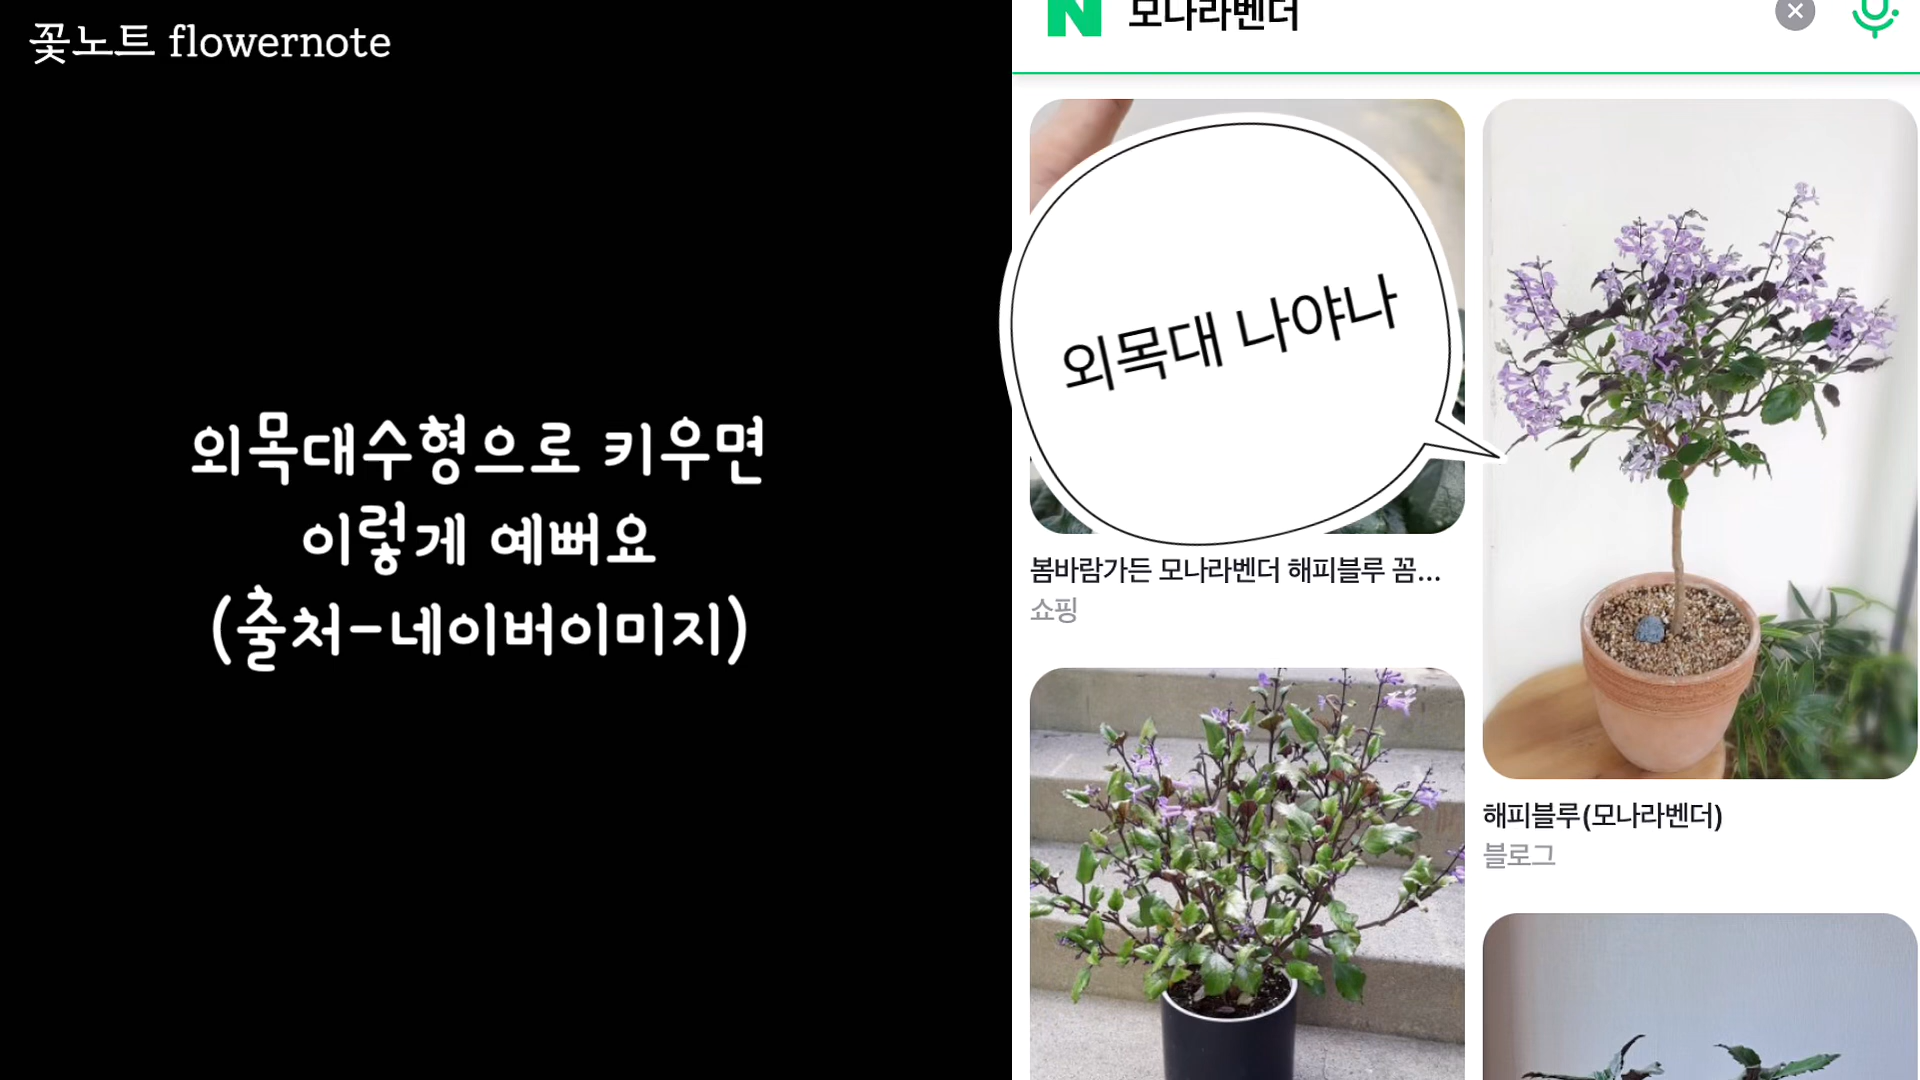 꽃노트 flowernote
외목대수형으로 키우면
이렇게 예뻐요
(출처-네이버이미지)
N 모나라벤더
외목대 나야나
봄바람가든 모나라벤더 해피블루 꼼...
쇼핑
해피블루(모나라벤더)
블로그